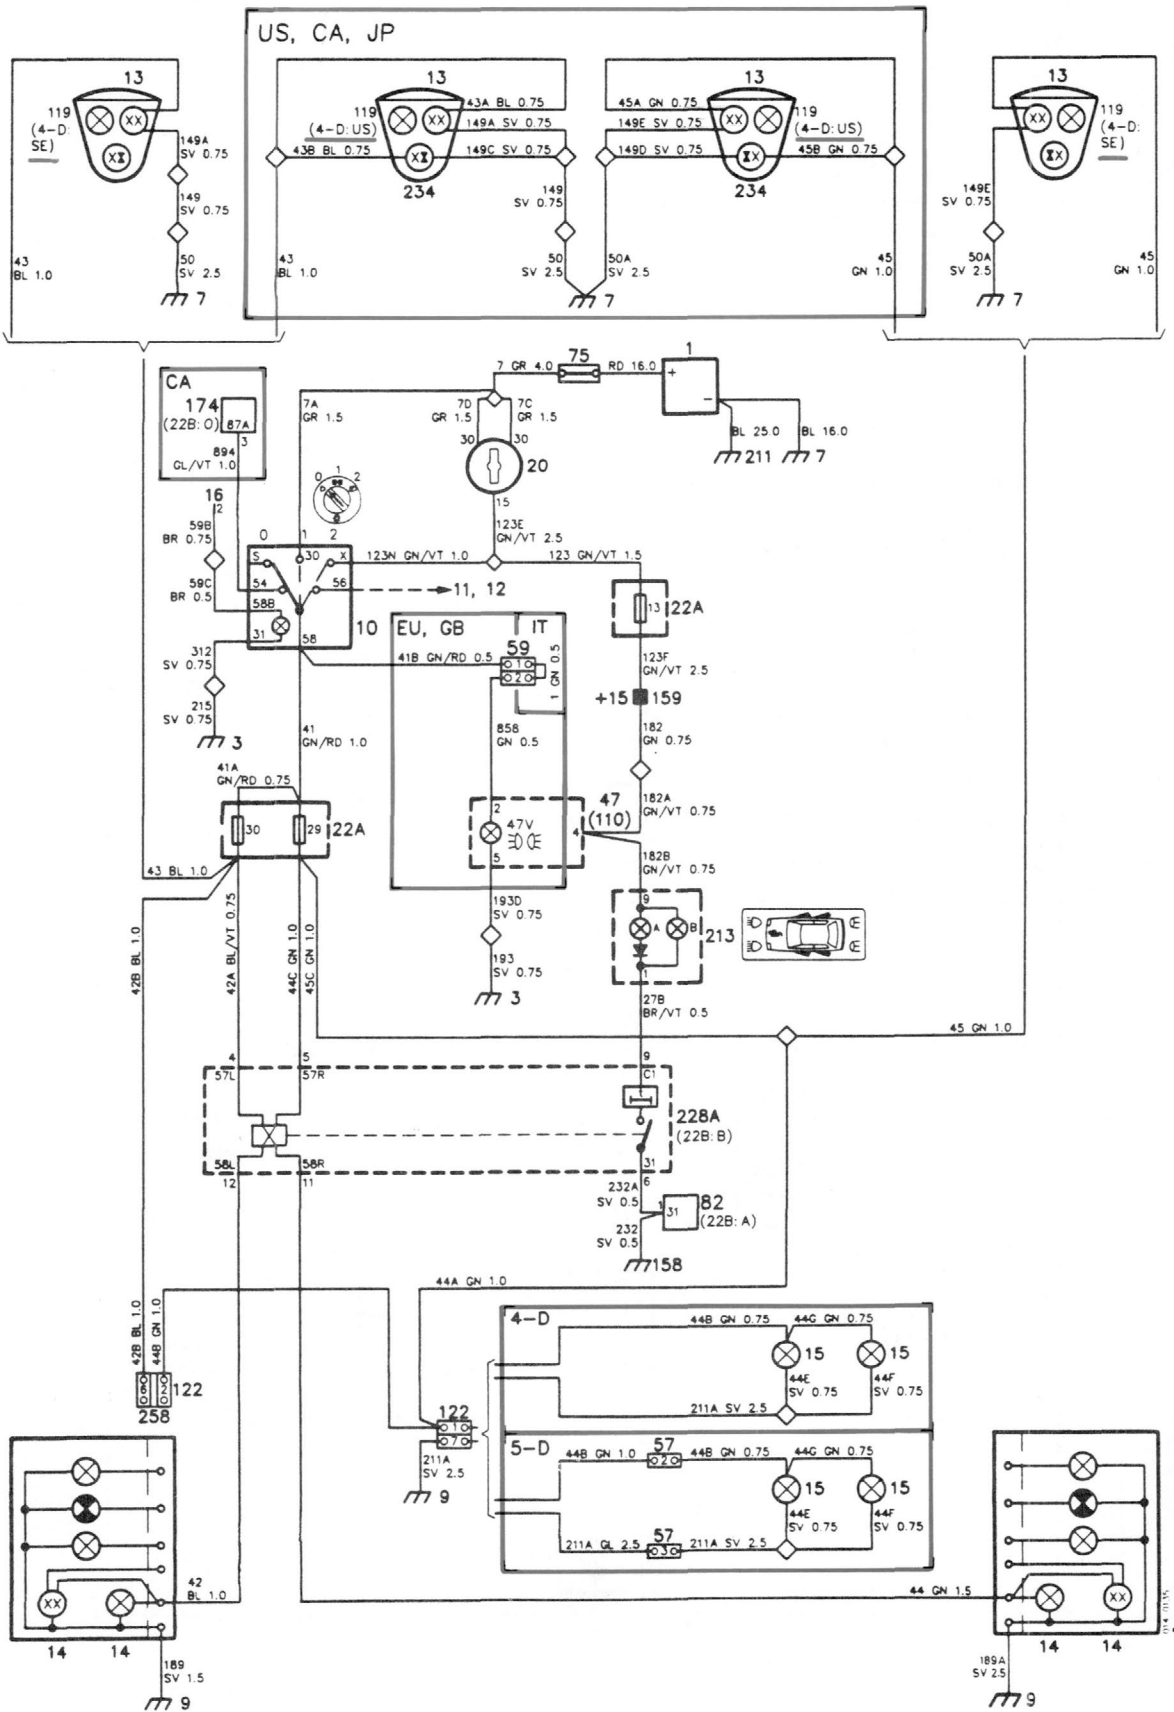 US, CA, JP
13
13
13
13
119
(4-D:
SE)
XX
XX
149A
SV 0.75
149
SV 0.75
50
SV 2.5
7
43
BL 1.0
119
(4-D: US)
XX
XX
43A BL 0.75
149A SV 0.75
43B BL 0.75
149C SV 0.75
234
149
SV 0.75
50
SV 2.5
43
BL 1.0
7
45A GN 0.75
149E SV 0.75
149D SV 0.75
XX
XX
119
(4-D: US)
45B GN 0.75
234
50A
SV 2.5
45
GN 1.0
XX
XX
119
(4-D:
SE)
149E
SV 0.75
50A
SV 2.5
7
45
GN 1.0
CA
174
(22B: O)
87A
3
894
GL/VT 1.0
7A
GR 1.5
7 GR 4.0
75
RD 16.0
1
+
−
BL 25.0
BL 16.0
211
7
7D
GR 1.5
7C
GR 1.5
30
30
20
15
0
1
2
123E
GN/VT 2.5
16
2
59B
BR 0.75
59C
BR 0.5
0
1
2
S
30
X
54
56
58B
31
58
10
123N GN/VT 1.0
123 GN/VT 1.5
11, 12
22A
13
312
SV 0.75
215
SV 0.75
3
EU, GB
IT
59
1
2
1 GN 0.5
41B GN/RD 0.5
123F
GN/VT 2.5
+15
159
858
GN 0.5
182
GN 0.75
41
GN/RD 1.0
41A
GN/RD 0.75
30
29
22A
2
47V
5
4
47
(110)
182A
GN/VT 0.75
182B
GN/VT 0.75
43 BL 1.0
42B BL 1.0
42A BL/VT 0.75
44C GN 1.0
45C GN 1.0
193D
SV 0.75
193
SV 0.75
3
9
A
B
213
1
27B
BR/VT 0.5
45 GN 1.0
4
5
57L
57R
9
C1
228A
(22B: B)
58L
58R
12
11
31
6
232A
SV 0.5
1
31
82
(22B: A)
232
SV 0.5
158
44A GN 1.0
42B BL 1.0
44B GN 1.0
6
2
122
258
122
1
7
211A
SV 2.5
9
4-D
44B GN 0.75
44G GN 0.75
15
15
44E
SV 0.75
44F
SV 0.75
211A SV 2.5
5-D
44B GN 1.0
57
2
44B GN 0.75
44G GN 0.75
15
15
44E
SV 0.75
44F
SV 0.75
211A GL 2.5
57
3
211A SV 2.5
XX
14
14
42
BL 1.0
189
SV 1.5
9
44 GN 1.5
XX
14
14
189A
SV 2.5
9